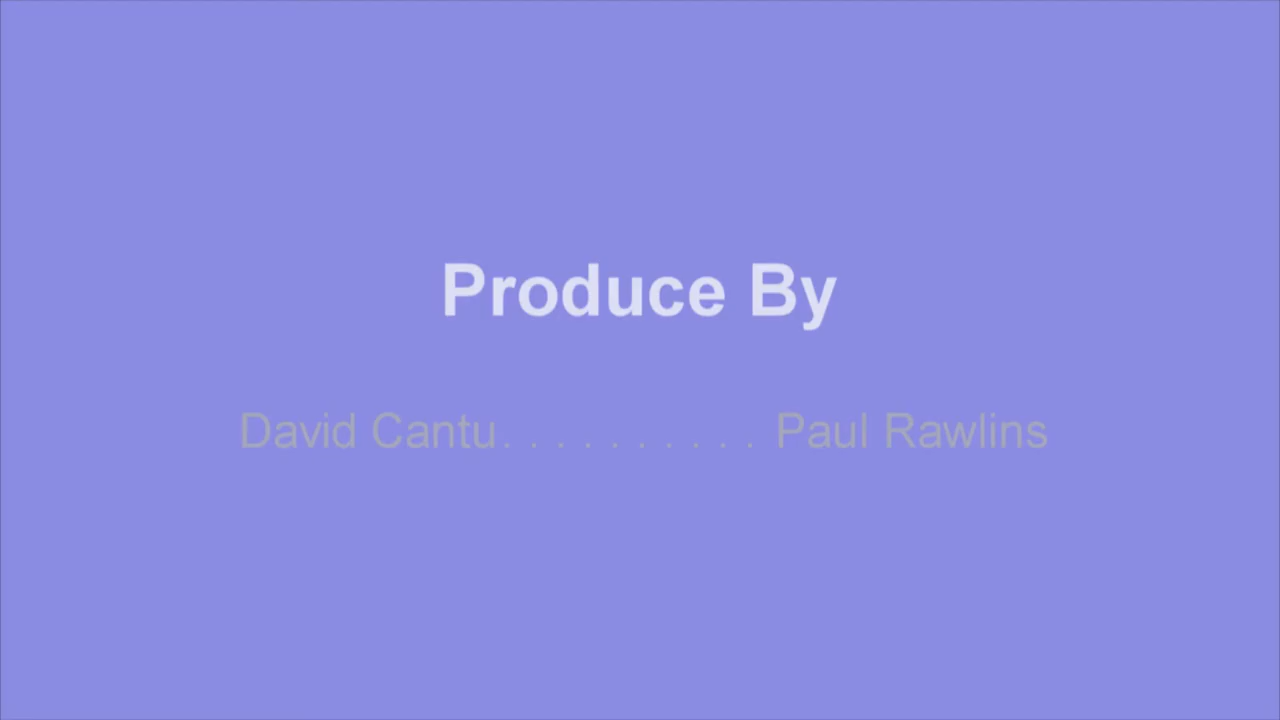 Produce By
David Cantu. . . . . . . . . . Paul Rawlins